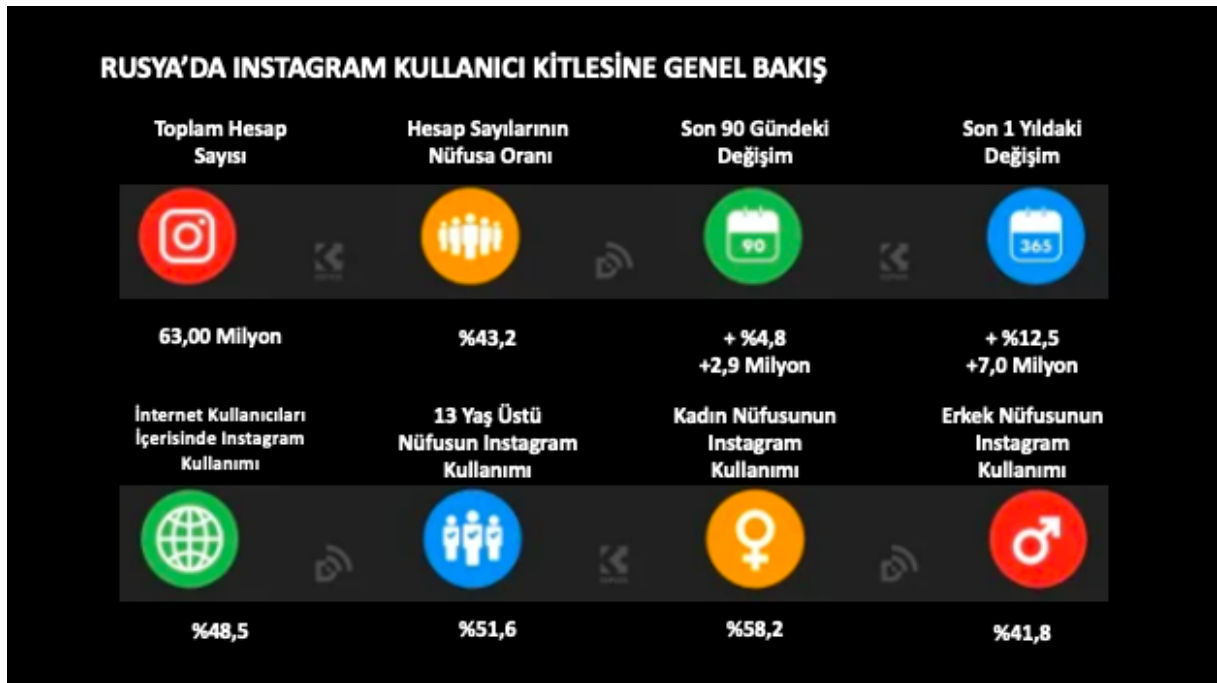 RUSYA'DA INSTAGRAM KULLANICI KİTLESİNE GENEL BAKIŞ
Toplam Hesap
Sayısı
Hesap Sayılarının
Nüfusa Oranı
Son 90 Gündeki
Değişim
Son 1 Yıldaki
Değişim
90
365
63,00 Milyon
%43,2
+ %4,8
+2,9 Milyon
+ %12,5
+7,0 Milyon
İnternet Kullanıcıları
İçerisinde Instagram
Kullanımı
13 Yaş Üstü
Nüfusun Instagram
Kullanımı
Kadın Nüfusunun
Instagram
Kullanımı
Erkek Nüfusunun
Instagram
Kullanımı
%48,5
%51,6
%58,2
%41,8